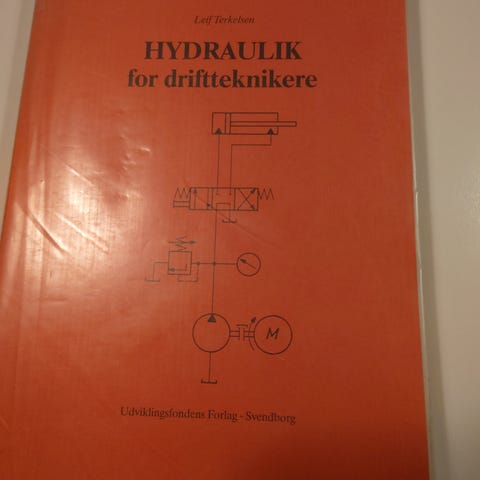 Leif Terkelsen
HYDRAULIK
for driftteknikere
M
Udviklingsfondens Forlag - Svendborg